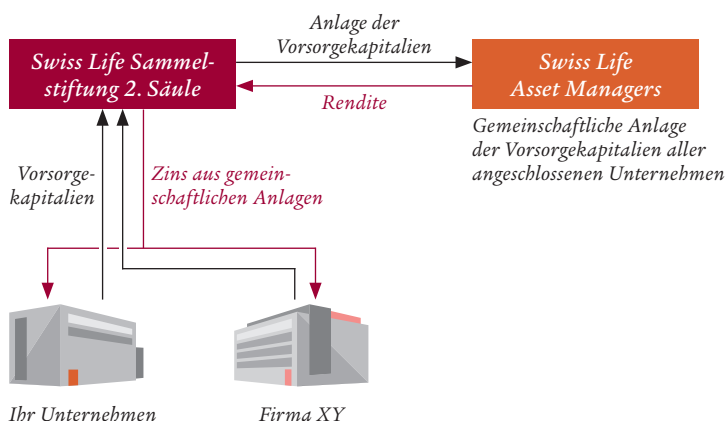 Anlage der
Vorsorgekapitalien
Swiss Life Sammel-
stiftung 2. Säule
Swiss Life
Asset Managers
Rendite
Gemeinschaftliche Anlage
der Vorsorgekapitalien aller
angeschlossenen Unternehmen
Vorsorge-
kapitalien
Zins aus gemein-
schaftlichen Anlagen
Ihr Unternehmen
Firma XY